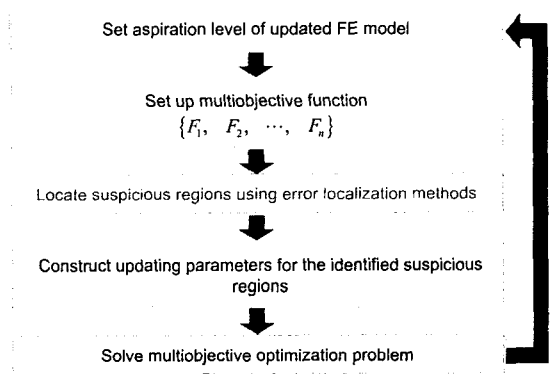 Set aspiration level of updated FE model
Set up multiobjective function
{F₁, F₂, ⋯, Fₙ}
Locate suspicious regions using error localization methods
Construct updating parameters for the identified suspicious
regions
Solve multiobjective optimization problem